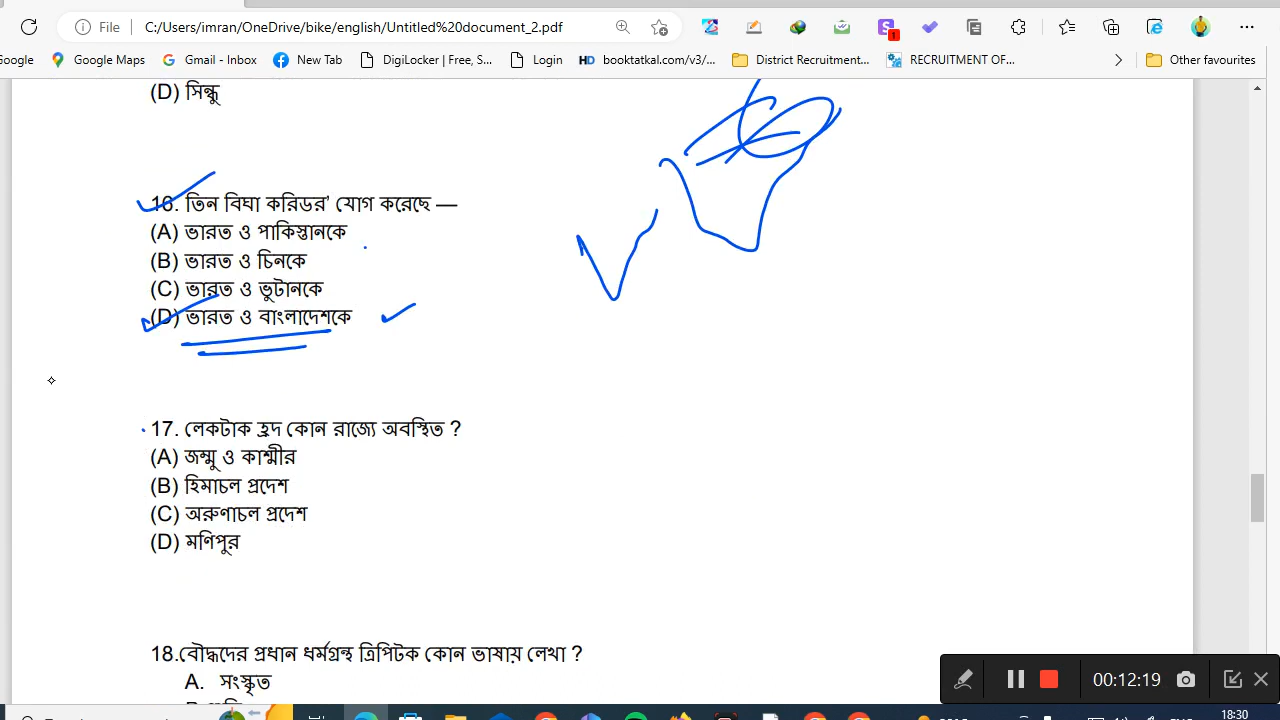 File
C:/Users/imran/OneDrive/bike/english/Untitled%20document_2.pdf
Google
Google Maps
Gmail - Inbox
New Tab
DigiLocker | Free, S...
Login
HD booktatkal.com/v3/...
District Recruitment...
RECRUITMENT OF...
Other favourites
(D) সিন্ধু
16. তিন বিঘা করিডর’ যোগ করেছে —
(A) ভারত ও পাকিস্তানকে
(B) ভারত ও চিনকে
(C) ভারত ও ভুটানকে
(D) ভারত ও বাংলাদেশকে
17. লেকটাক হ্রদ কোন রাজ্যে অবস্থিত ?
(A) জম্মু ও কাশ্মীর
(B) হিমাচল প্রদেশ
(C) অরুণাচল প্রদেশ
(D) মণিপুর
18.বৌদ্ধদের প্রধান ধর্মগ্রন্থ ত্রিপিটক কোন ভাষায় লেখা ?
A. সংস্কৃত
00:12:19
18:30